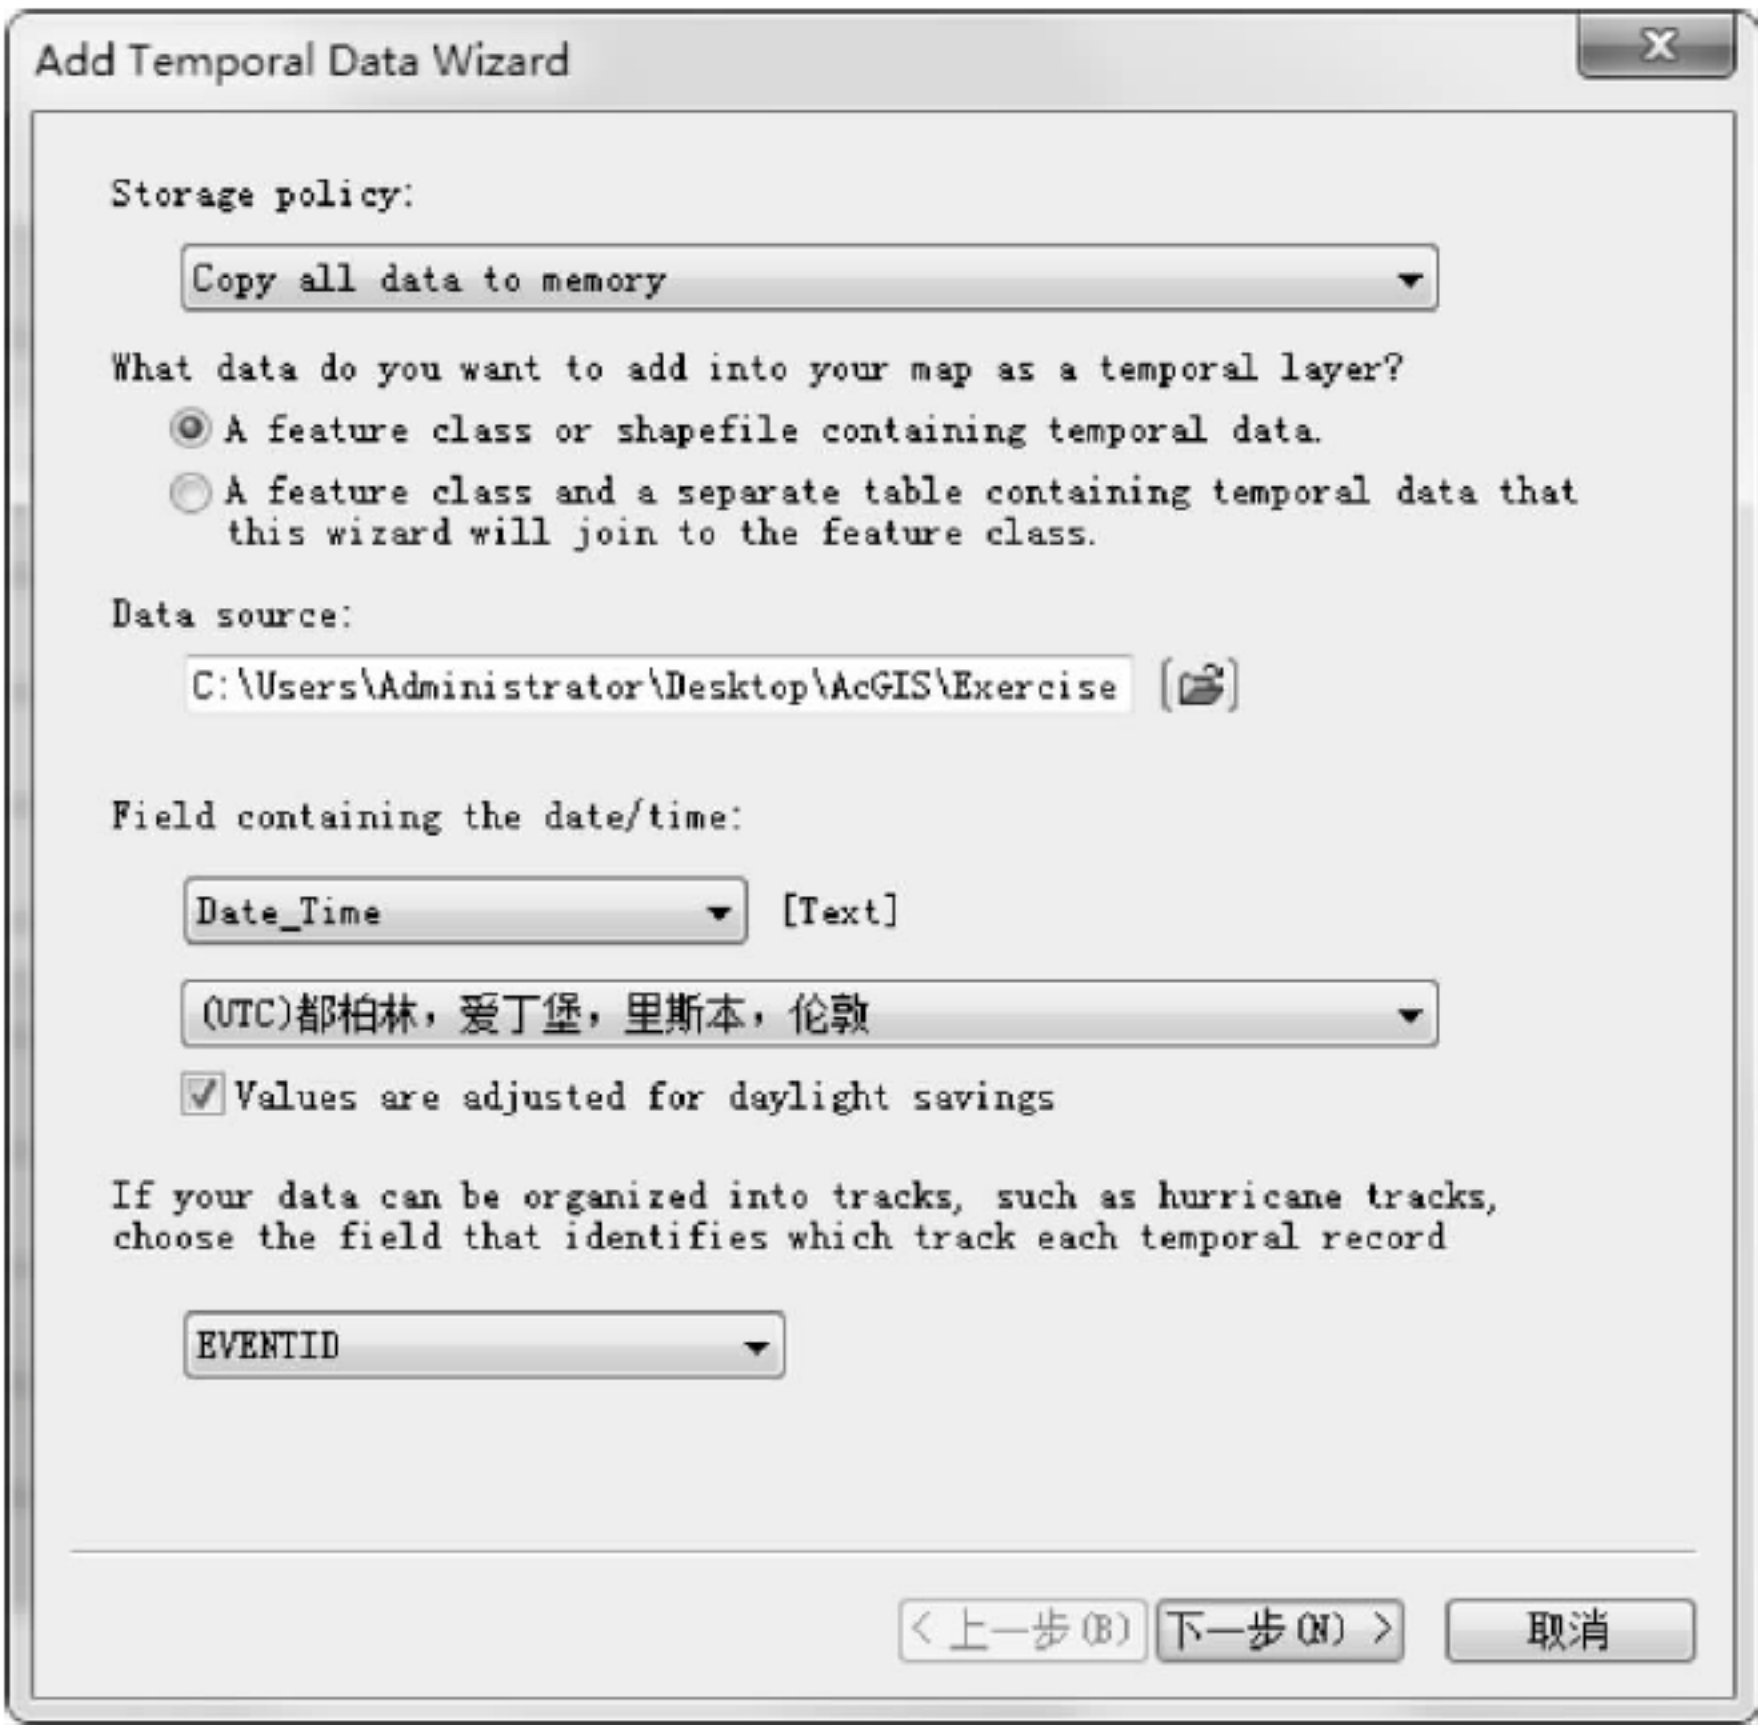 Add Temporal Data Wizard
Storage policy:
Copy all data to memory
What data do you want to add into your map as a temporal layer?
A feature class or shapefile containing temporal data.
A feature class and a separate table containing temporal data that
this wizard will join to the feature class.
Data source:
C:\Users\Administrator\Desktop\AcGIS\Exercise
Field containing the date/time:
Date_Time [Text]
(UTC)都柏林，爱丁堡，里斯本，伦敦
Values are adjusted for daylight savings
If your data can be organized into tracks, such as hurricane tracks,
choose the field that identifies which track each temporal record
EVENTID
< 上一步(B) 下一步(N) > 取消